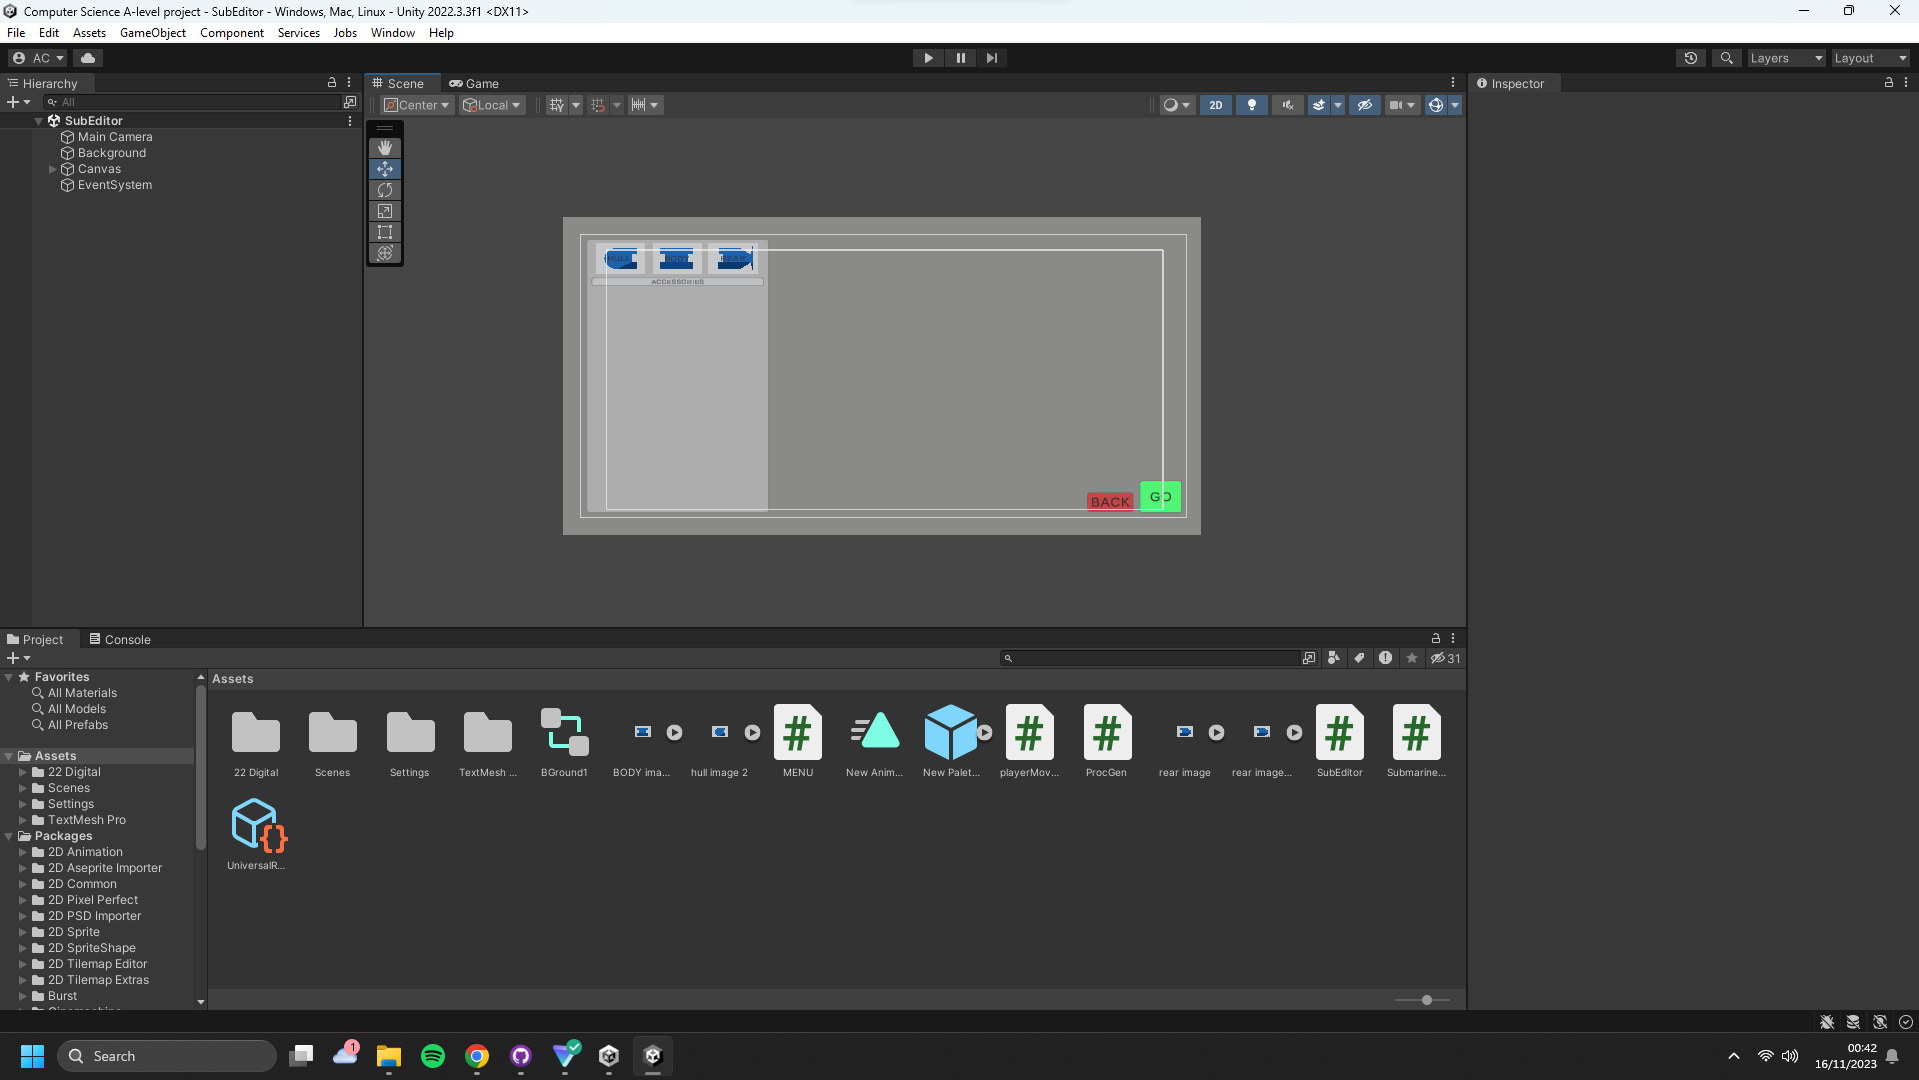 Computer Science A-level project - SubEditor - Windows, Mac, Linux - Unity 2022.3.3f1 <DX11>
File Edit Assets GameObject Component Services Jobs Window Help
AC
Layers
Layout
Hierarchy
All
SubEditor
Main Camera
Background
Canvas
EventSystem
Scene
Game
Center
Local
2D
HULL
BODY
REAR
ACCESSORIES
BACK
GO
Inspector
Project
Console
31
Favorites
All Materials
All Models
All Prefabs
Assets
22 Digital
Scenes
Settings
TextMesh Pro
Packages
2D Animation
2D Aseprite Importer
2D Common
2D Pixel Perfect
2D PSD Importer
2D Sprite
2D SpriteShape
2D Tilemap Editor
2D Tilemap Extras
Burst
Assets
22 Digital
Scenes
Settings
TextMesh ...
BGround1
BODY ima...
hull image 2
MENU
New Anim...
New Palet...
playerMov...
ProcGen
rear image
rear image...
SubEditor
Submarine...
UniversalR...
Search
1
00:42
16/11/2023